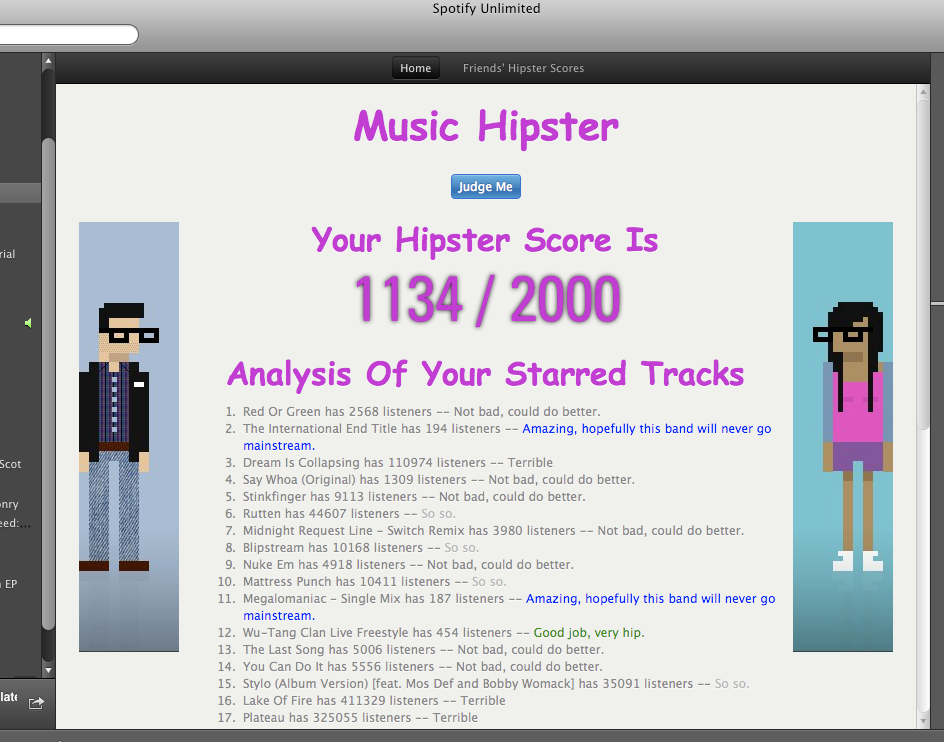 Spotify Unlimited
Home Friends' Hipster Scores
Music Hipster
Judge Me
Your Hipster Score Is
1134 / 2000
Analysis Of Your Starred Tracks
1. Red Or Green has 2568 listeners -- Not bad, could do better.
2. The International End Title has 194 listeners -- Amazing, hopefully this band will never go
mainstream.
3. Dream Is Collapsing has 110974 listeners -- Terrible
4. Say Whoa (Original) has 1309 listeners -- Not bad, could do better.
5. Stinkfinger has 9113 listeners -- Not bad, could do better.
6. Rutten has 44607 listeners -- So so.
7. Midnight Request Line - Switch Remix has 3980 listeners -- Not bad, could do better.
8. Blipstream has 10168 listeners -- So so.
9. Nuke Em has 4918 listeners -- Not bad, could do better.
10. Mattress Punch has 10411 listeners -- So so.
11. Megalomaniac - Single Mix has 187 listeners -- Amazing, hopefully this band will never go
mainstream.
12. Wu-Tang Clan Live Freestyle has 454 listeners -- Good job, very hip.
13. The Last Song has 5006 listeners -- Not bad, could do better.
14. You Can Do It has 5556 listeners -- Not bad, could do better.
15. Stylo (Album Version) [feat. Mos Def and Bobby Womack] has 35091 listeners -- So so.
16. Lake Of Fire has 411329 listeners -- Terrible
17. Plateau has 325055 listeners -- Terrible
rial
Scot
onry
eed:...
EP
late